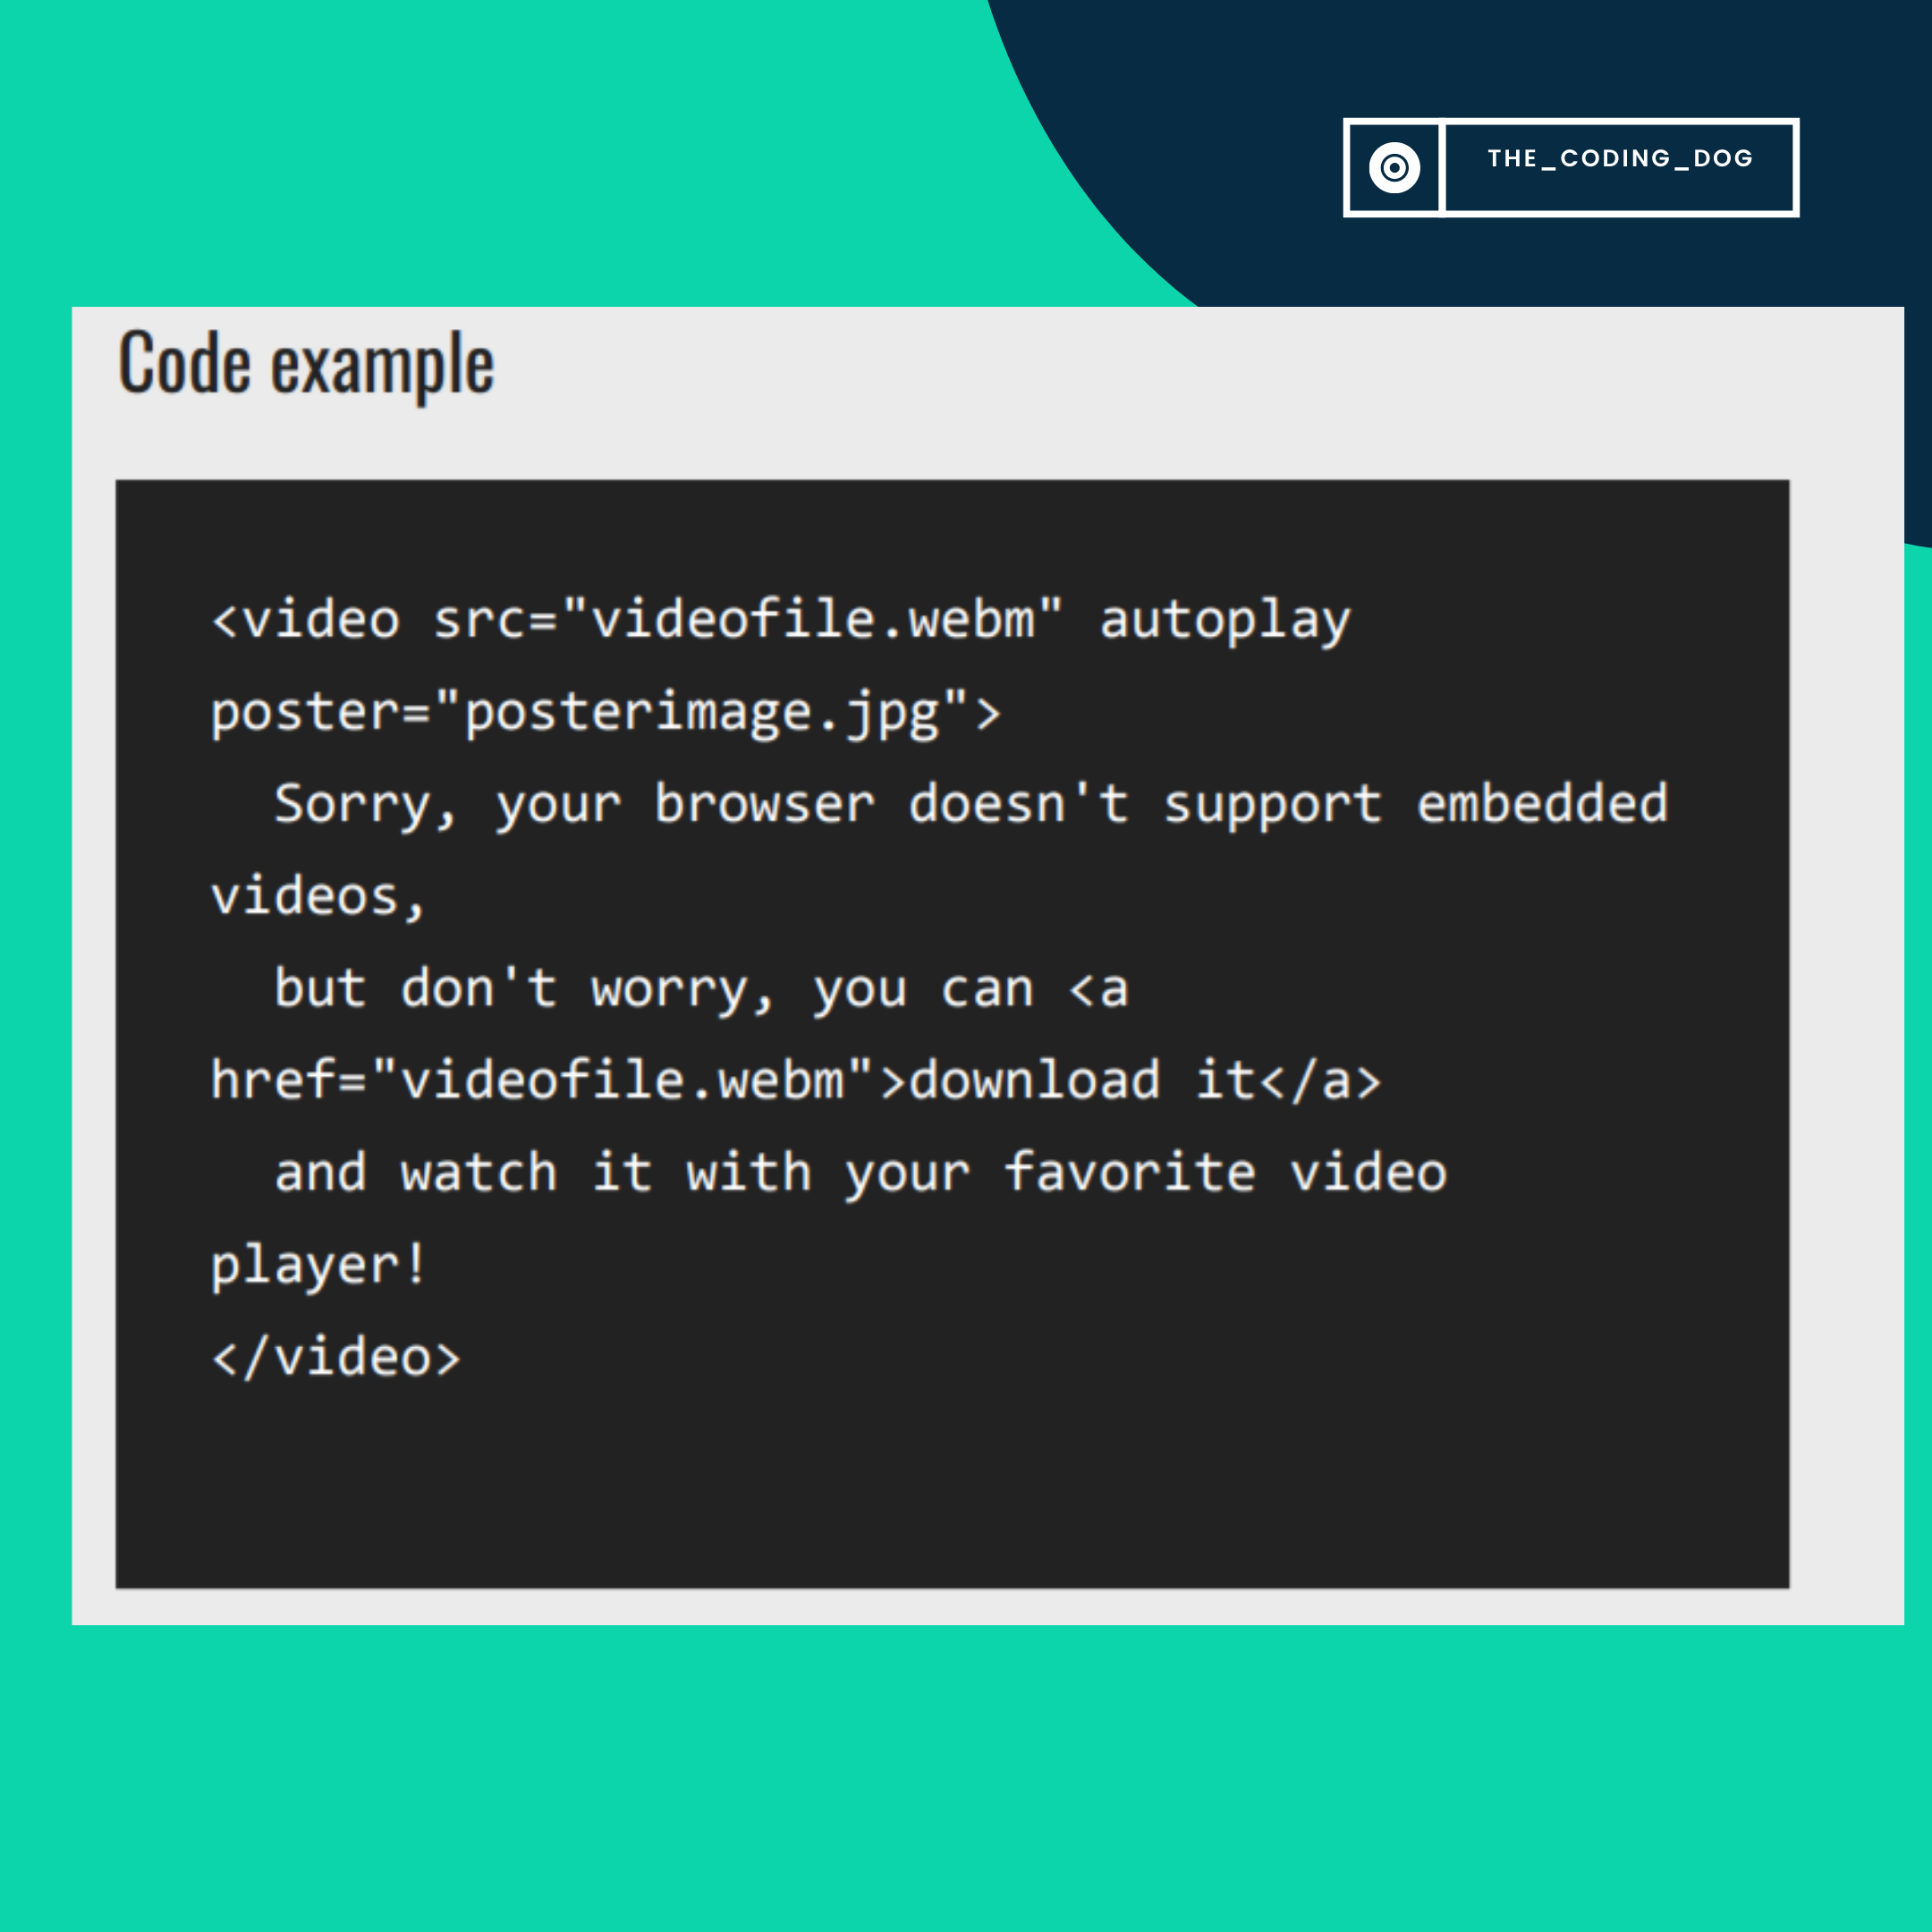 THE_CODING_DOG
Code example
<video src="videofile.webm" autoplay
poster="posterimage.jpg">
  Sorry, your browser doesn't support embedded
videos,
  but don't worry, you can <a
href="videofile.webm">download it</a>
  and watch it with your favorite video
player!
</video>